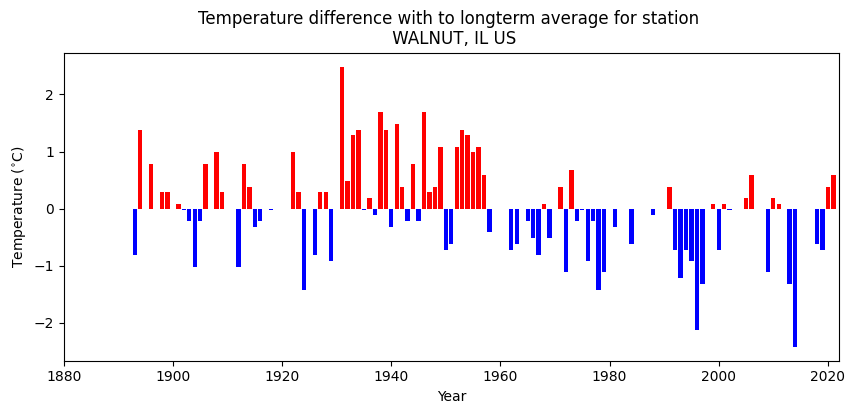 Temperature difference with to longterm average for station
WALNUT, IL US
2
1
0
−1
−2
Temperature (°C)
1880 1900 1920 1940 1960 1980 2000 2020
Year